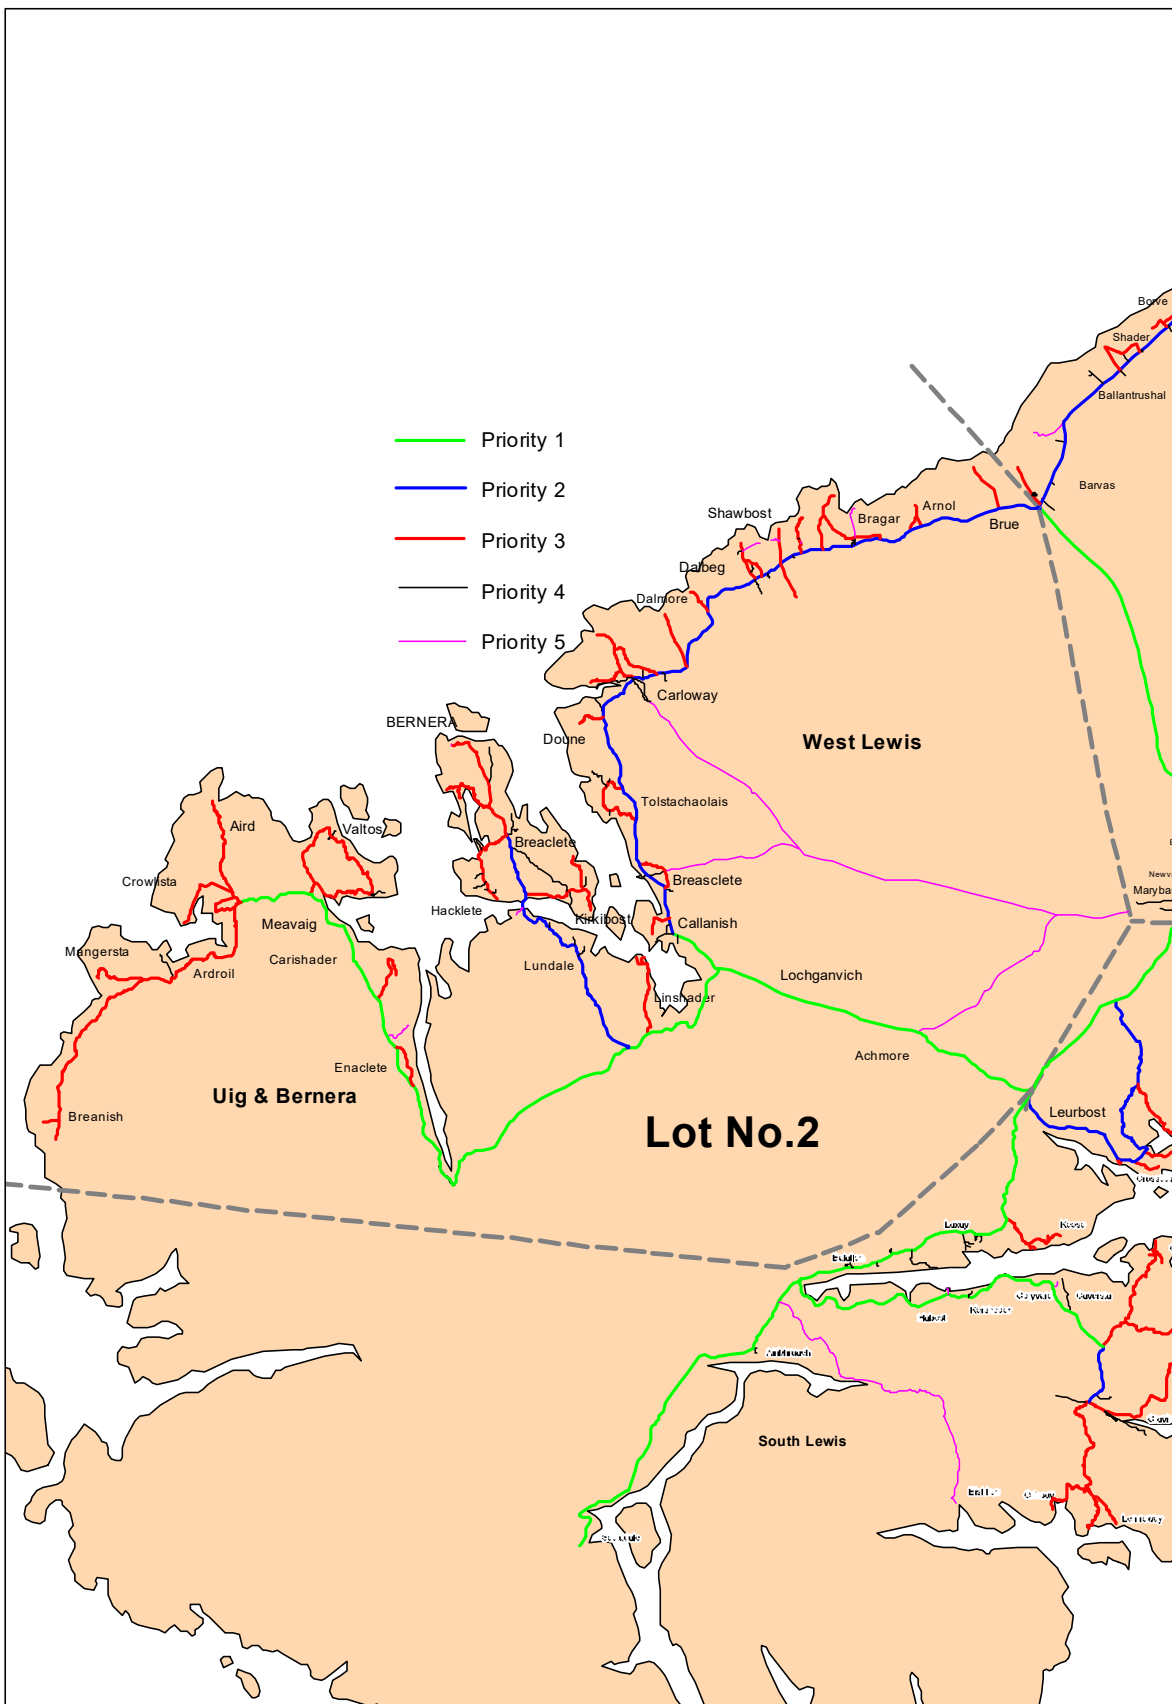 Borve
Shader
Ballantrushal
Priority 1
Priority 2
Priority 3
Priority 4
Priority 5
Barvas
Shawbost
Bragar
Arnol
Brue
Dalbeg
Dalmore
Carloway
BERNERA
Doune
West Lewis
Tolstachaolais
Aird
Valtos
Breaclete
Crowlista
Breasclete
Hacklete
Kirkibost
Callanish
Meavaig
Mangersta
Ardroil
Carishader
Lundale
Linshader
Lochganvich
Achmore
Enaclete
Uig & Bernera
Breanish
Lot No.2
Leurbost
Keose
South Lewis